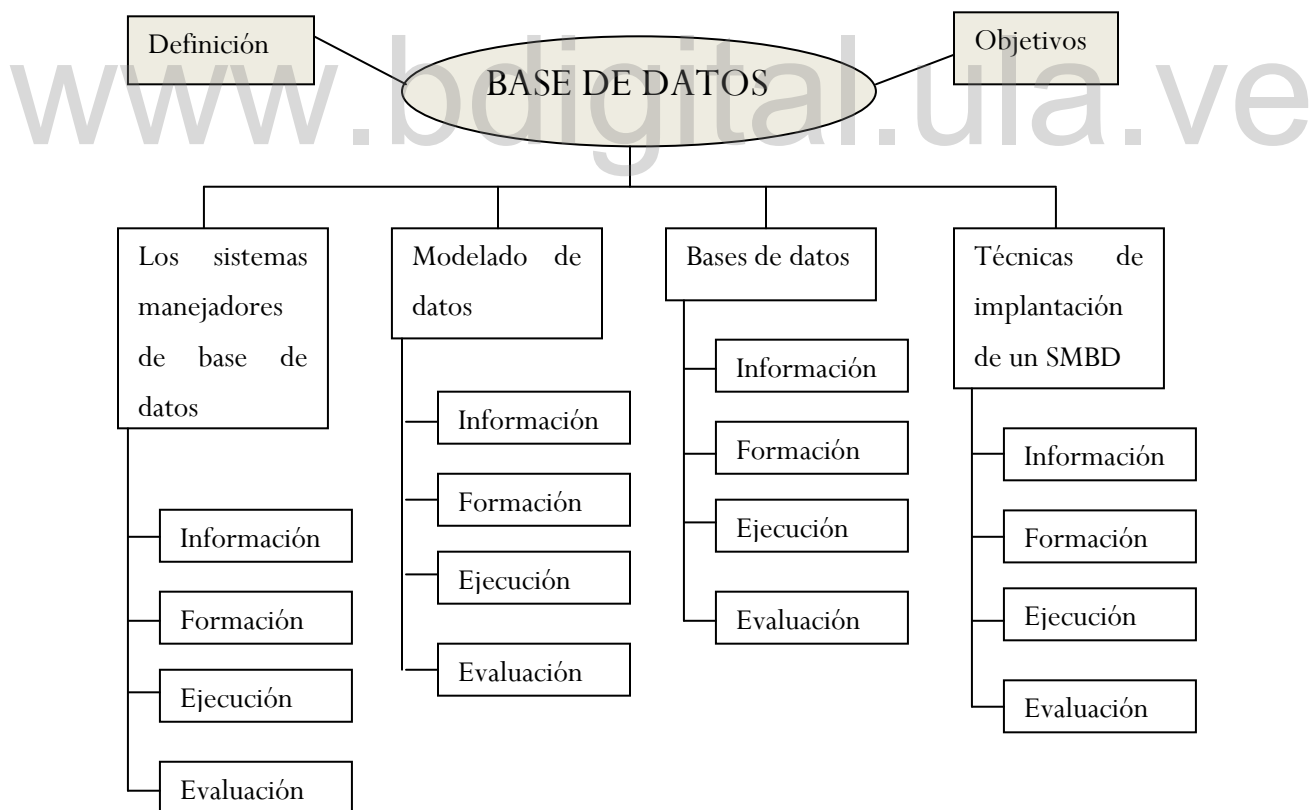 Definición
Objetivos
BASE DE DATOS
www.bdigital.ula.ve
Los sistemas
manejadores
de base de
datos
Información
Formación
Ejecución
Evaluación
Modelado de
datos
Información
Formación
Ejecución
Evaluación
Bases de datos
Información
Formación
Ejecución
Evaluación
Técnicas de
implantación
de un SMBD
Información
Formación
Ejecución
Evaluación